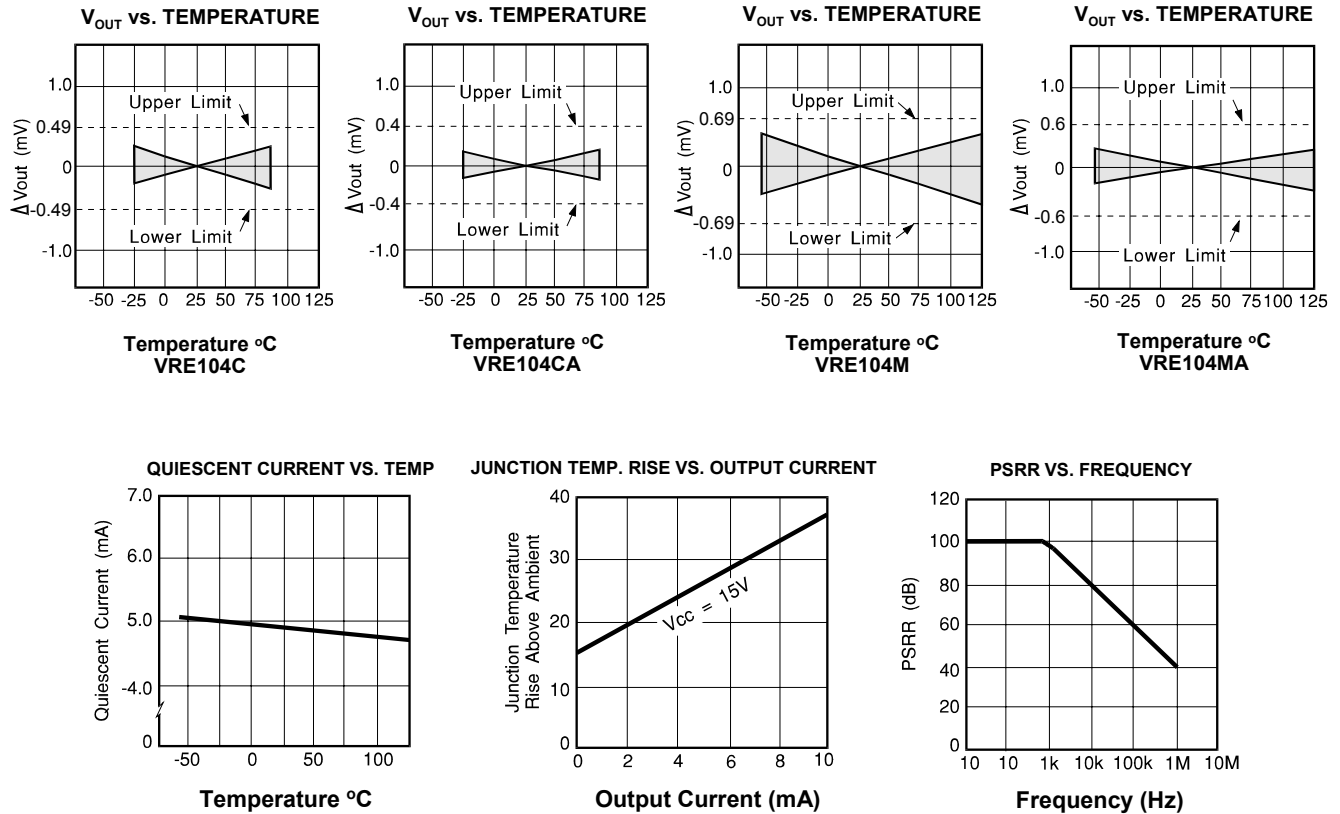 V_OUT vs. TEMPERATURE
Δ Vout (mV)
1.0
0.49
0
-0.49
-1.0
Upper Limit
Lower Limit
-50 -25 0 25 50 75 100 125
Temperature oC
VRE104C
V_OUT vs. TEMPERATURE
Δ Vout (mV)
1.0
0.4
0
-0.4
-1.0
Upper Limit
Lower Limit
-50 -25 0 25 50 75 100 125
Temperature oC
VRE104CA
V_OUT vs. TEMPERATURE
Δ Vout (mV)
1.0
0.69
0
-0.69
-1.0
Upper Limit
Lower Limit
-50 -25 0 25 50 75 100 125
Temperature oC
VRE104M
V_OUT vs. TEMPERATURE
Δ Vout (mV)
1.0
0.6
0
-0.6
-1.0
Upper Limit
Lower Limit
-50 -25 0 25 50 75 100 125
Temperature oC
VRE104MA
QUIESCENT CURRENT VS. TEMP
Quiescent Current (mA)
7.0
6.0
5.0
-4.0
0
-50 0 50 100
Temperature oC
JUNCTION TEMP. RISE VS. OUTPUT CURRENT
Junction Temperature
Rise Above Ambient
40
30
20
10
0
Vcc = 15V
0 2 4 6 8 10
Output Current (mA)
PSRR VS. FREQUENCY
PSRR (dB)
120
100
80
60
40
20
0
10 10 1k 10k 100k 1M 10M
Frequency (Hz)